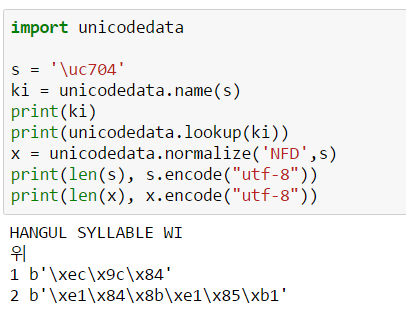 import unicodedata
s = '\uc704'
ki = unicodedata.name(s)
print(ki)
print(unicodedata.lookup(ki))
x = unicodedata.normalize('NFD',s)
print(len(s), s.encode("utf-8"))
print(len(x), x.encode("utf-8"))
HANGUL SYLLABLE WI
위
1 b'\xec\x9c\x84'
2 b'\xe1\x84\x8b\xe1\x85\xb1'